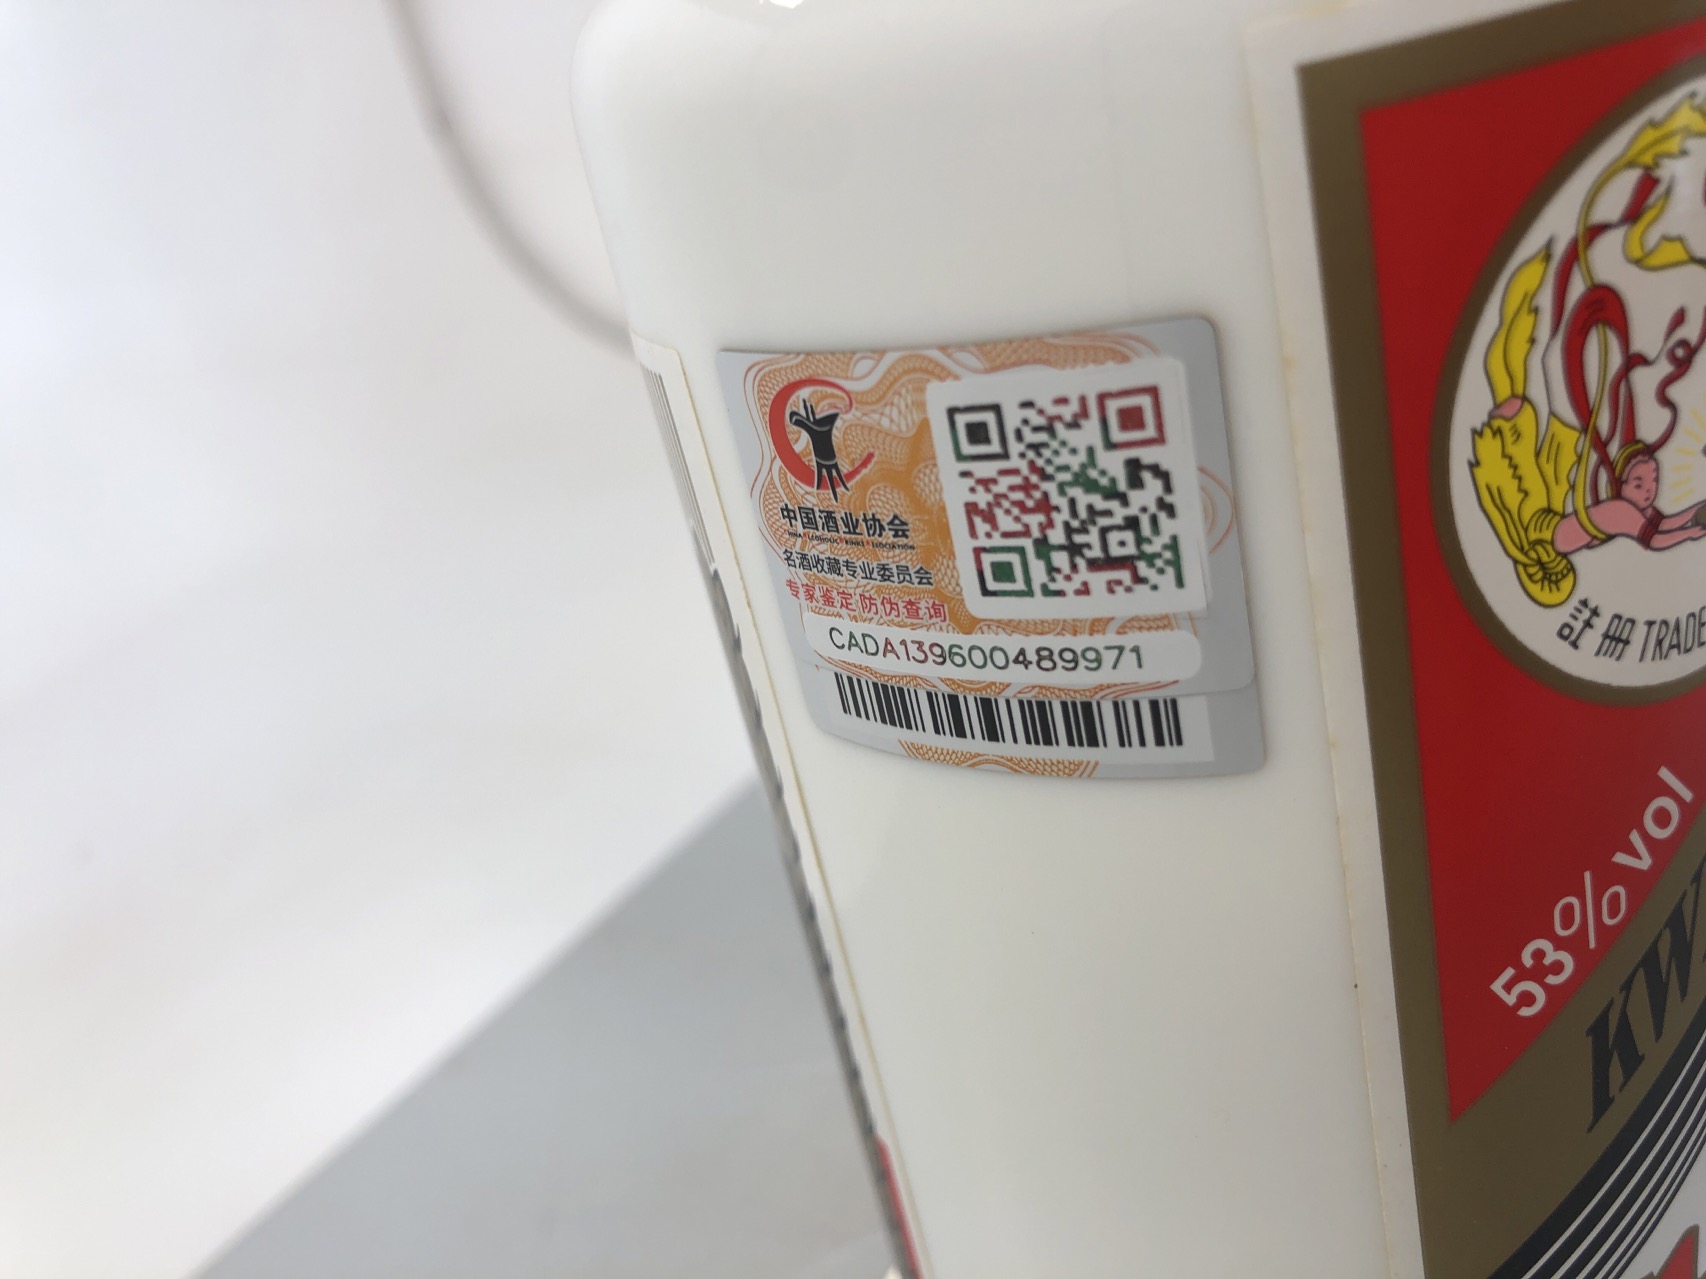 中国酒业协会
名酒收藏专业委员会
专家鉴定 防伪查询
CADA139600489971
註册 TRADE
53% vol
KW